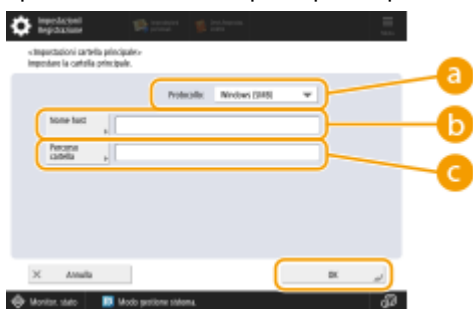 Impostazioni/
Registrazione
Menu
<Impostazioni cartella principale>
Impostare la cartella principale.
Protocollo: Windows (SMB)
a
Nome host
b
Percorso
cartella
c
Annulla
OK
Monitor. stato
Modo gestione sistema.